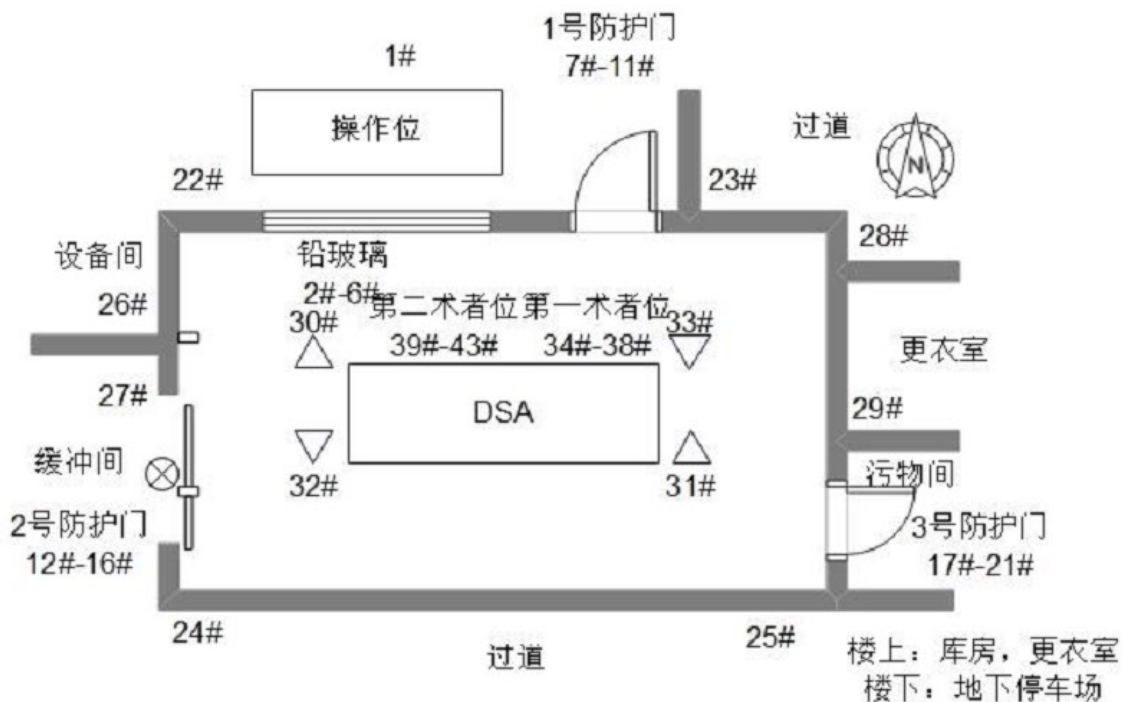 1号防护门
7#-11#
1#
操作位
过道
N
22#
23#
28#
设备间
铅玻璃
2#-6#
26#
30#
第二术者位
第一术者位
33#
39#-43#
34#-38#
更衣室
27#
DSA
29#
缓冲间
32#
31#
污物间
2号防护门
12#-16#
3号防护门
17#-21#
24#
过道
25#
楼上：库房，更衣室
楼下：地下停车场